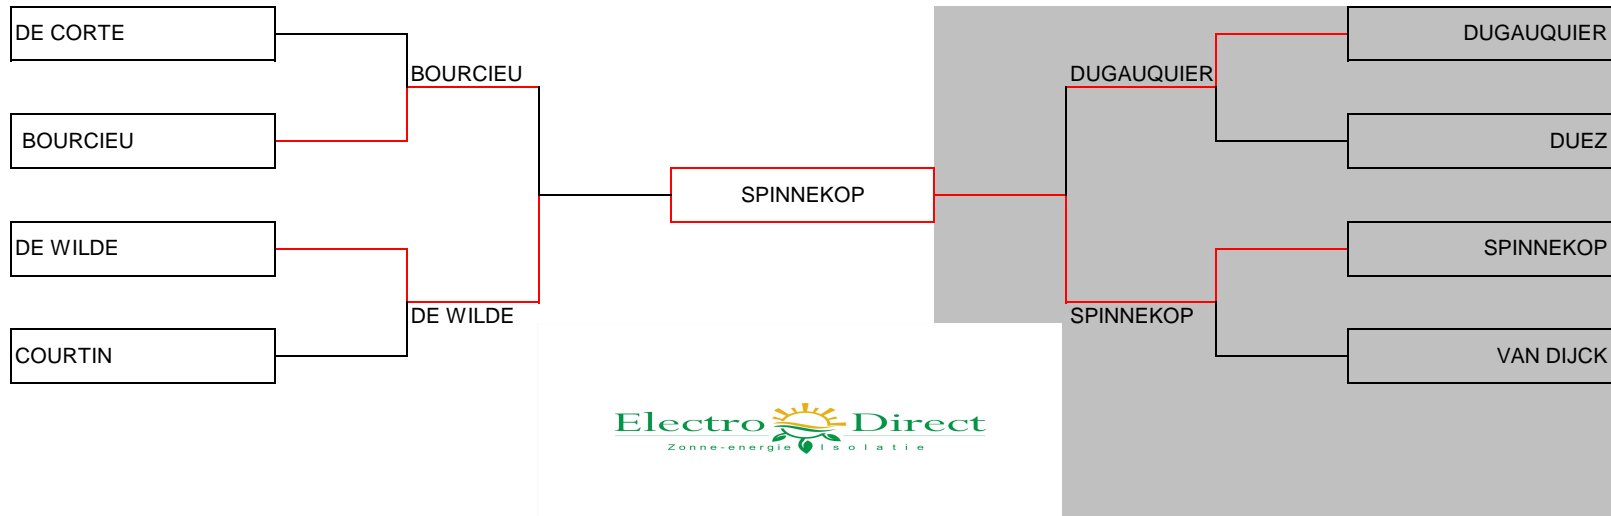 DE CORTE
DUGAUQUIER
BOURCIEU
DUGAUQUIER
BOURCIEU
DUEZ
SPINNEKOP
DE WILDE
SPINNEKOP
DE WILDE
SPINNEKOP
COURTIN
VAN DIJCK
Electro Direct
Zonne-energie Isolatie